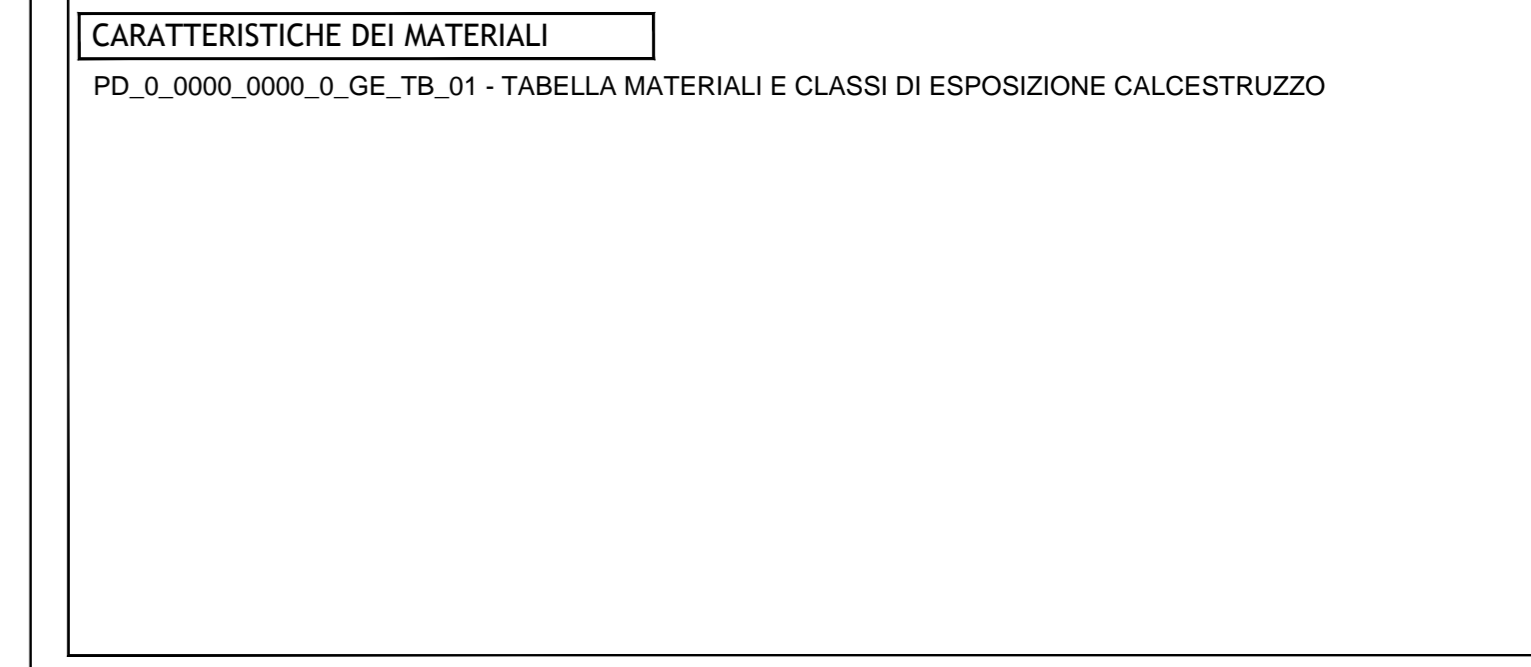 CARATTERISTICHE DEI MATERIALI
PD_0_0000_0000_0_GE_TB_01 - TABELLA MATERIALI E CLASSI DI ESPOSIZIONE CALCESTRUZZO